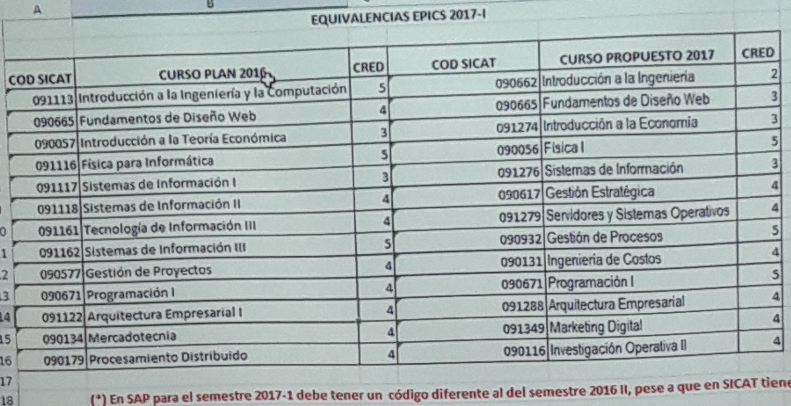 A B
EQUIVALENCIAS EPICS 2017-I
COD SICAT CURSO PLAN 2016 CRED COD SICAT CURSO PROPUESTO 2017 CRED
091113 Introducción a la Ingeniería y la Computación 5 090662 Introducción a la Ingenieria 2
090665 Fundamentos de Diseño Web 4 090665 Fundamentos de Diseño Web 3
090057 Introducción a la Teoría Económica 3 091274 Introducción a la Economía 3
091116 Física para Informática 5 090056 Fisica I 5
091117 Sistemas de Información I 3 091276 Sistemas de Información 3
091118 Sistemas de Información II 4 090617 Gestión Estratégica 4
0 091161 Tecnología de Información III 4 091279 Servidores y Sistemas Operativos 4
1 091162 Sistemas de Información III 5 090932 Gestión de Procesos 5
2 090577 Gestión de Proyectos 4 090131 Ingenieria de Costos 4
3 090671 Programación I 4 090671 Programación I 5
14 091122 Arquitectura Empresarial I 4 091288 Arquitectura Empresarial 4
15 090134 Mercadotecnia 4 091349 Marketing Digital 4
16 090179 Procesamiento Distribuido 4 090116 Investigación Operativa II 4
17
18 (*) En SAP para el semestre 2017-1 debe tener un código diferente al del semestre 2016 II, pese a que en SICAT tiene